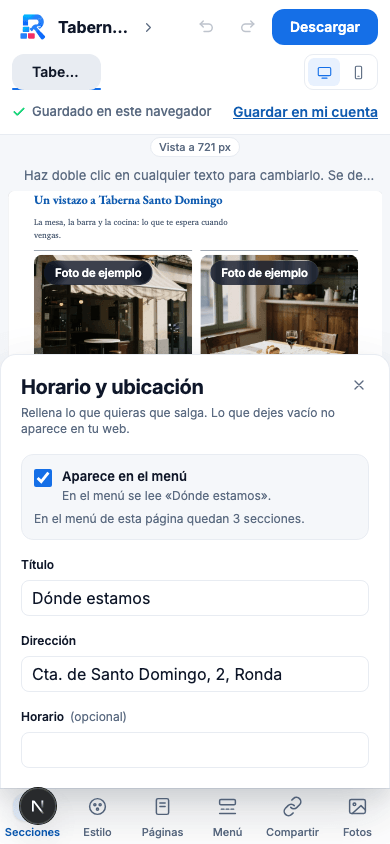 Tabern...
Descargar
Tabe...
Guardado en este navegador
Guardar en mi cuenta
Vista a 721 px
Haz doble clic en cualquier texto para cambiarlo. Se de...
Un vistazo a Taberna Santo Domingo
La mesa, la barra y la cocina: lo que te espera cuando
vengas.
Foto de ejemplo
Foto de ejemplo
Horario y ubicación
Rellena lo que quieras que salga. Lo que dejes vacío no
aparece en tu web.
Aparece en el menú
En el menú se lee «Dónde estamos».
En el menú de esta página quedan 3 secciones.
Título
Dónde estamos
Dirección
Cta. de Santo Domingo, 2, Ronda
Horario (opcional)
N
Secciones
Estilo
Páginas
Menú
Compartir
Fotos